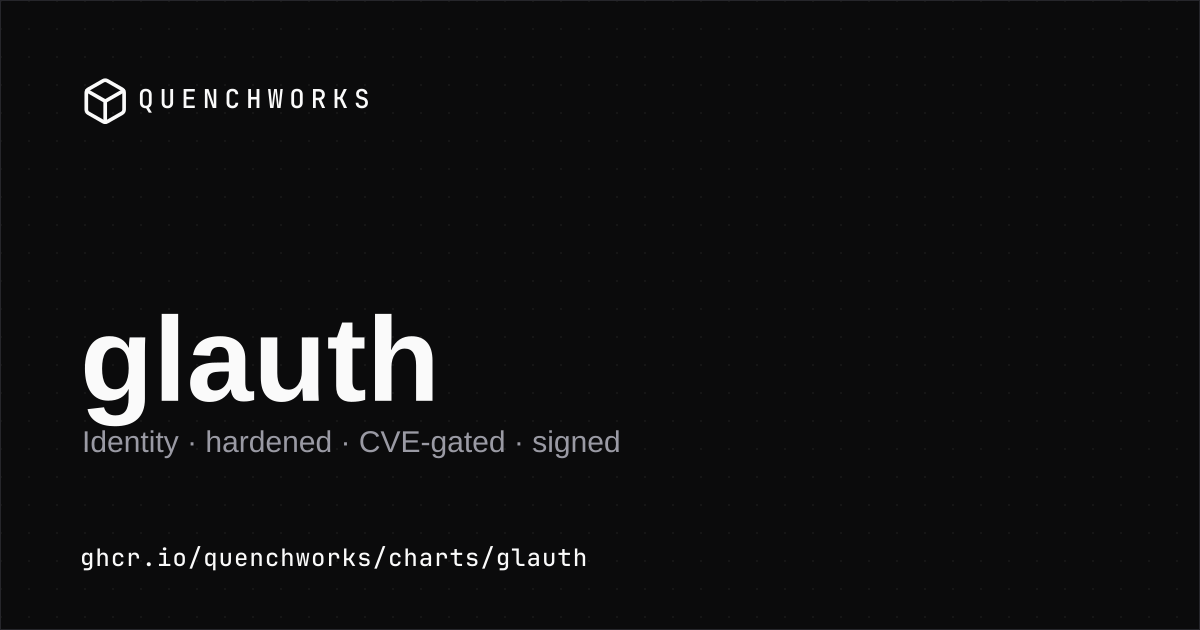 QUENCHWORKS
glauth
Identity · hardened · CVE-gated · signed
ghcr.io/quenchworks/charts/glauth